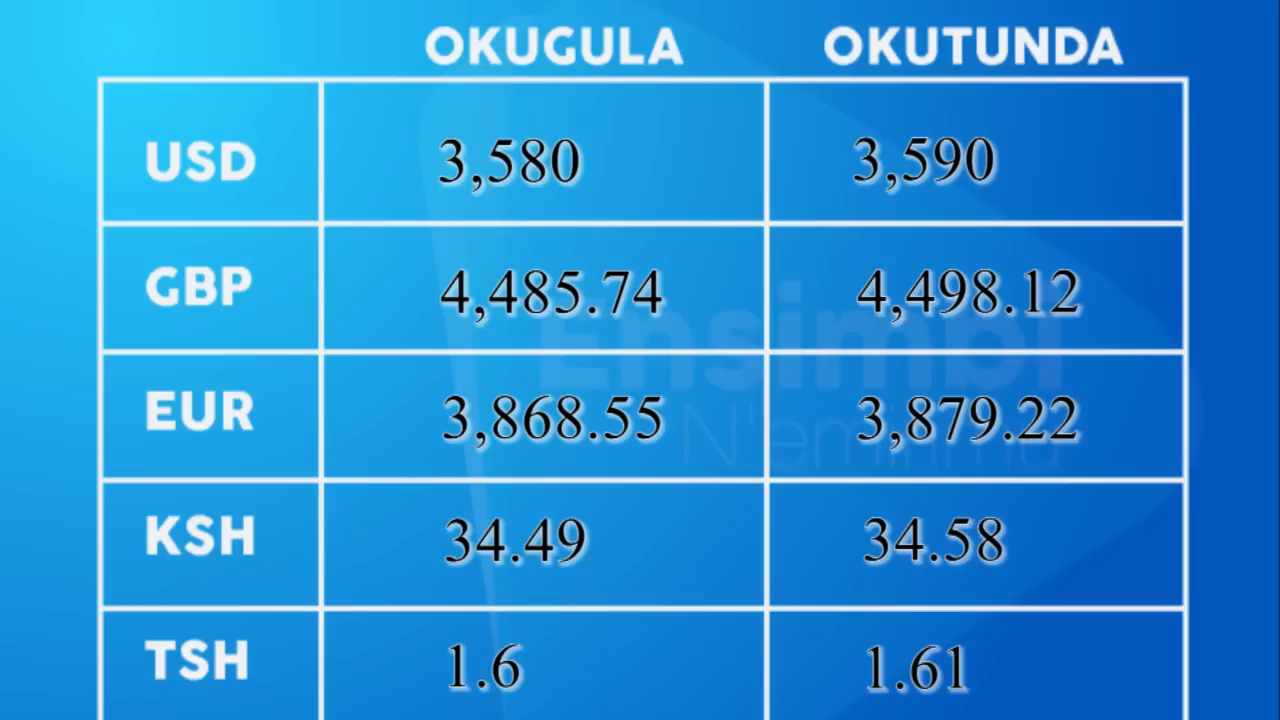 OKUGULA OKUTUNDA
USD 3,580 3,590
GBP 4,485.74 4,498.12
EUR 3,868.55 3,879.22
KSH 34.49 34.58
TSH 1.6 1.61
Ensimbi